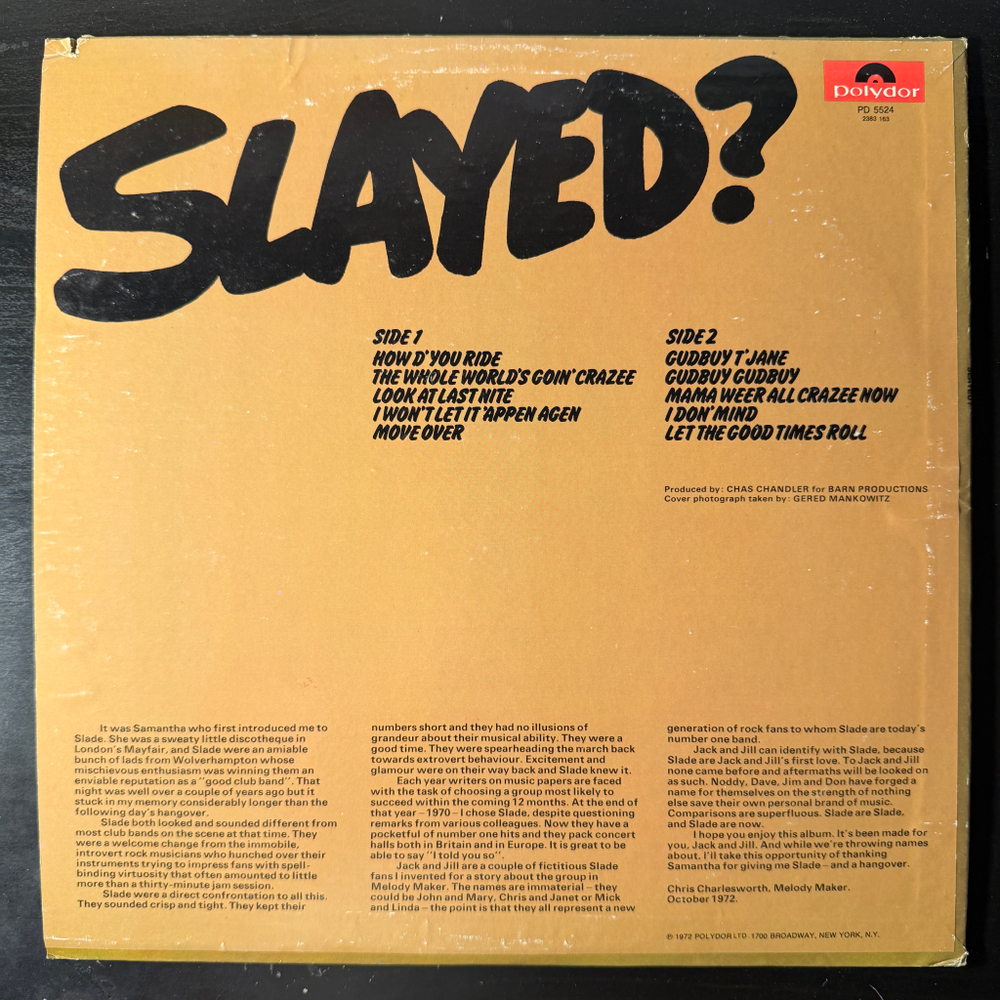 SLAYED?
polydor
PD 5524
2383 163
SIDE 1
HOW D'YOU RIDE
THE WHOLE WORLD'S GOIN' CRAZEE
LOOK AT LAST NITE
I WON'T LET IT 'APPEN AGEN
MOVE OVER
SIDE 2
GUDBUY T'JANE
GUDBUY GUDBUY
MAMA WEER ALL CRAZEE NOW
I DON' MIND
LET THE GOOD TIMES ROLL
Produced by: CHAS CHANDLER for BARN PRODUCTIONS
Cover photograph taken by: GERED MANKOWITZ
It was Samantha who first introduced me to
Slade. She was a sweaty little discotheque in
London's Mayfair, and Slade were an amiable
bunch of lads from Wolverhampton whose
mischievous enthusiasm was winning them an
enviable reputation as a "good club band". That
night was well over a couple of years ago but it
stuck in my memory considerably longer than the
following day's hangover.
Slade both looked and sounded different from
most club bands on the scene at that time. They
were a welcome change from the immobile,
introvert rock musicians who hunched over their
instruments trying to impress fans with spell-
binding virtuosity that often amounted to little
more than a thirty-minute jam session.
Slade were a direct confrontation to all this.
They sounded crisp and tight. They kept their
numbers short and they had no illusions of
grandeur about their musical ability. They were a
good time. They were spearheading the march back
towards extrovert behaviour. Excitement and
glamour were on their way back and Slade knew it.
Each year writers on music papers are faced
with the task of choosing a group most likely to
succeed within the coming 12 months. At the end of
that year – 1970 – I chose Slade, despite questioning
remarks from various colleagues. Now they have a
pocketful of number one hits and they pack concert
halls both in Britain and in Europe. It is great to be
able to say "I told you so".
Jack and Jill are a couple of fictitious Slade
fans I invented for a story about the group in
Melody Maker. The names are immaterial – they
could be John and Mary, Chris and Janet or Mick
and Linda – the point is that they all represent a new
generation of rock fans to whom Slade are today's
number one band.
Jack and Jill can identify with Slade, because
Slade are Jack and Jill's first love. To Jack and Jill
none came before and aftermaths will be looked on
as such. Noddy, Dave, Jim and Don have forged a
name for themselves on the strength of nothing
else save their own personal brand of music.
Comparisons are superfluous. Slade are Slade,
and Slade are now.
I hope you enjoy this album. It's been made for
you, Jack and Jill. And while we're throwing names
about, I'll take this opportunity of thanking
Samantha for giving me Slade – and a hangover.
Chris Charlesworth, Melody Maker.
October 1972.
℗ 1972 POLYDOR LTD. 1700 BROADWAY, NEW YORK, N.Y.